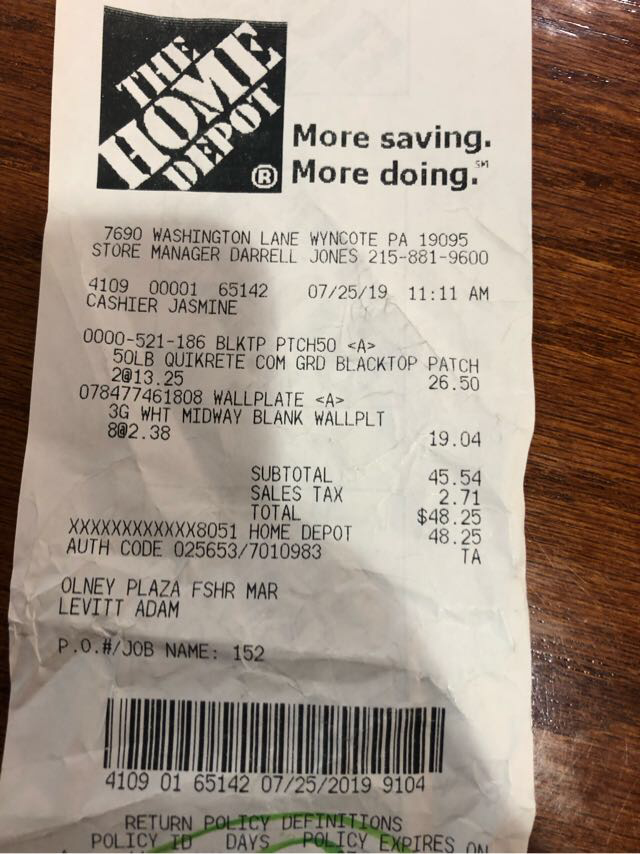 THE
HOME
DEPOT
®
More saving.
More doing.℠
7690 WASHINGTON LANE WYNCOTE PA 19095
STORE MANAGER DARRELL JONES 215-881-9600
4109 00001 65142 07/25/19 11:11 AM
CASHIER JASMINE
0000-521-186 BLKTP PTCH50 <A>
50LB QUIKRETE COM GRD BLACKTOP PATCH
2@13.25 26.50
078477461808 WALLPLATE <A>
3G WHT MIDWAY BLANK WALLPLT
8@2.38 19.04
SUBTOTAL 45.54
SALES TAX 2.71
TOTAL $48.25
XXXXXXXXXXXX8051 HOME DEPOT 48.25
AUTH CODE 025653/7010983 TA
OLNEY PLAZA FSHR MAR
LEVITT ADAM
P.O.#/JOB NAME: 152
4109 01 65142 07/25/2019 9104
RETURN POLICY DEFINITIONS
POLICY ID DAYS POLICY EXPIRES ON